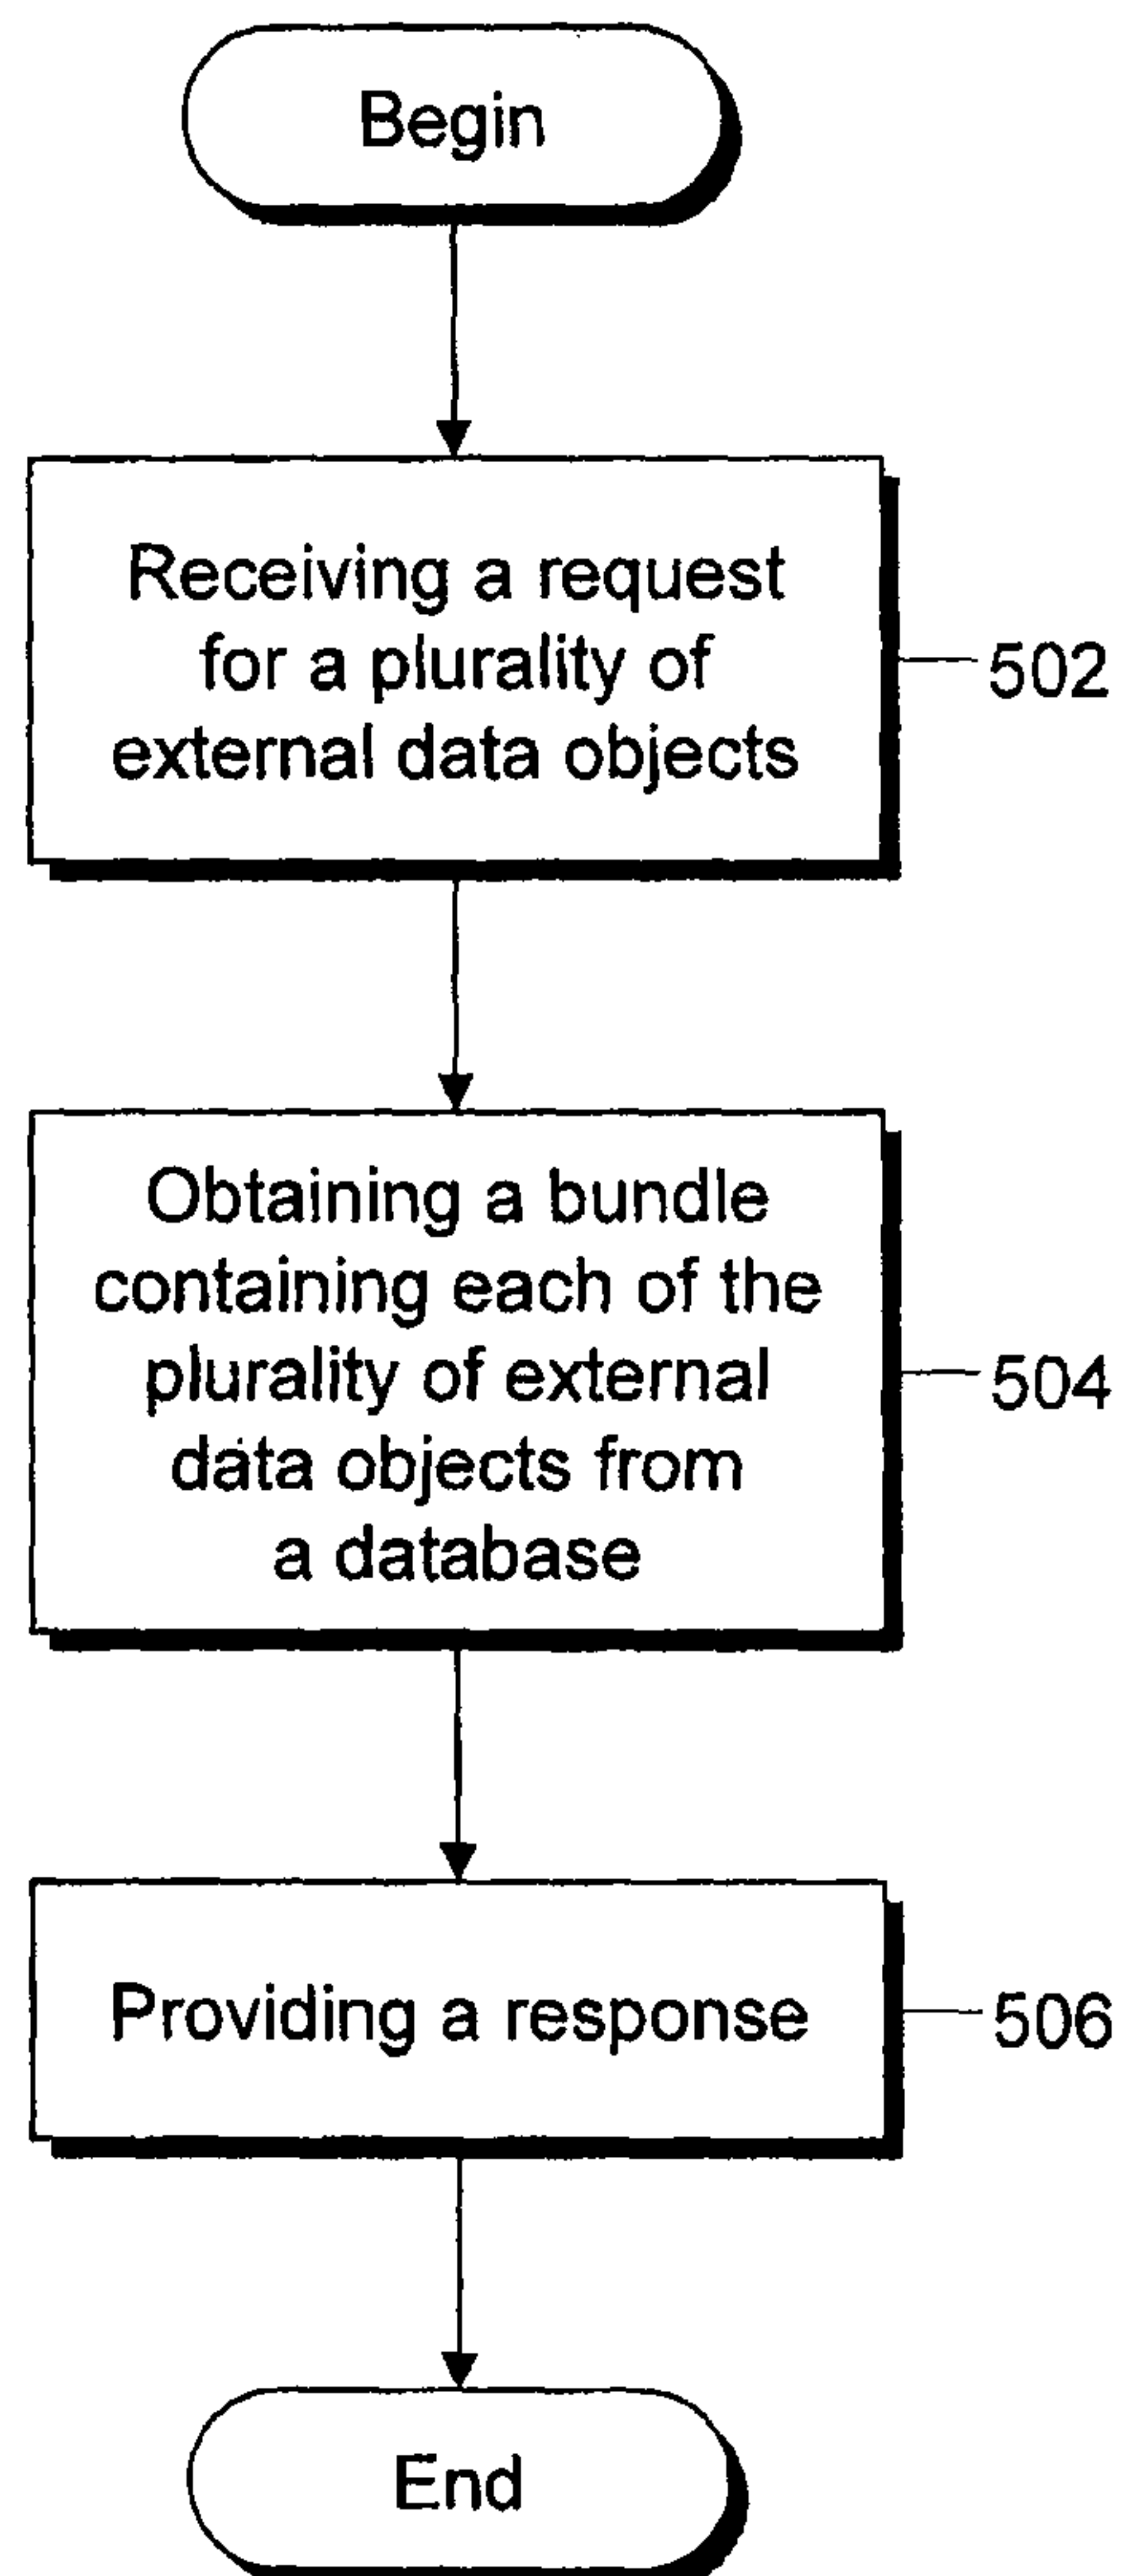 Begin
Receiving a request
for a plurality of
external data objects
502
Obtaining a bundle
containing each of the
plurality of external
data objects from
a database
504
Providing a response
506
End